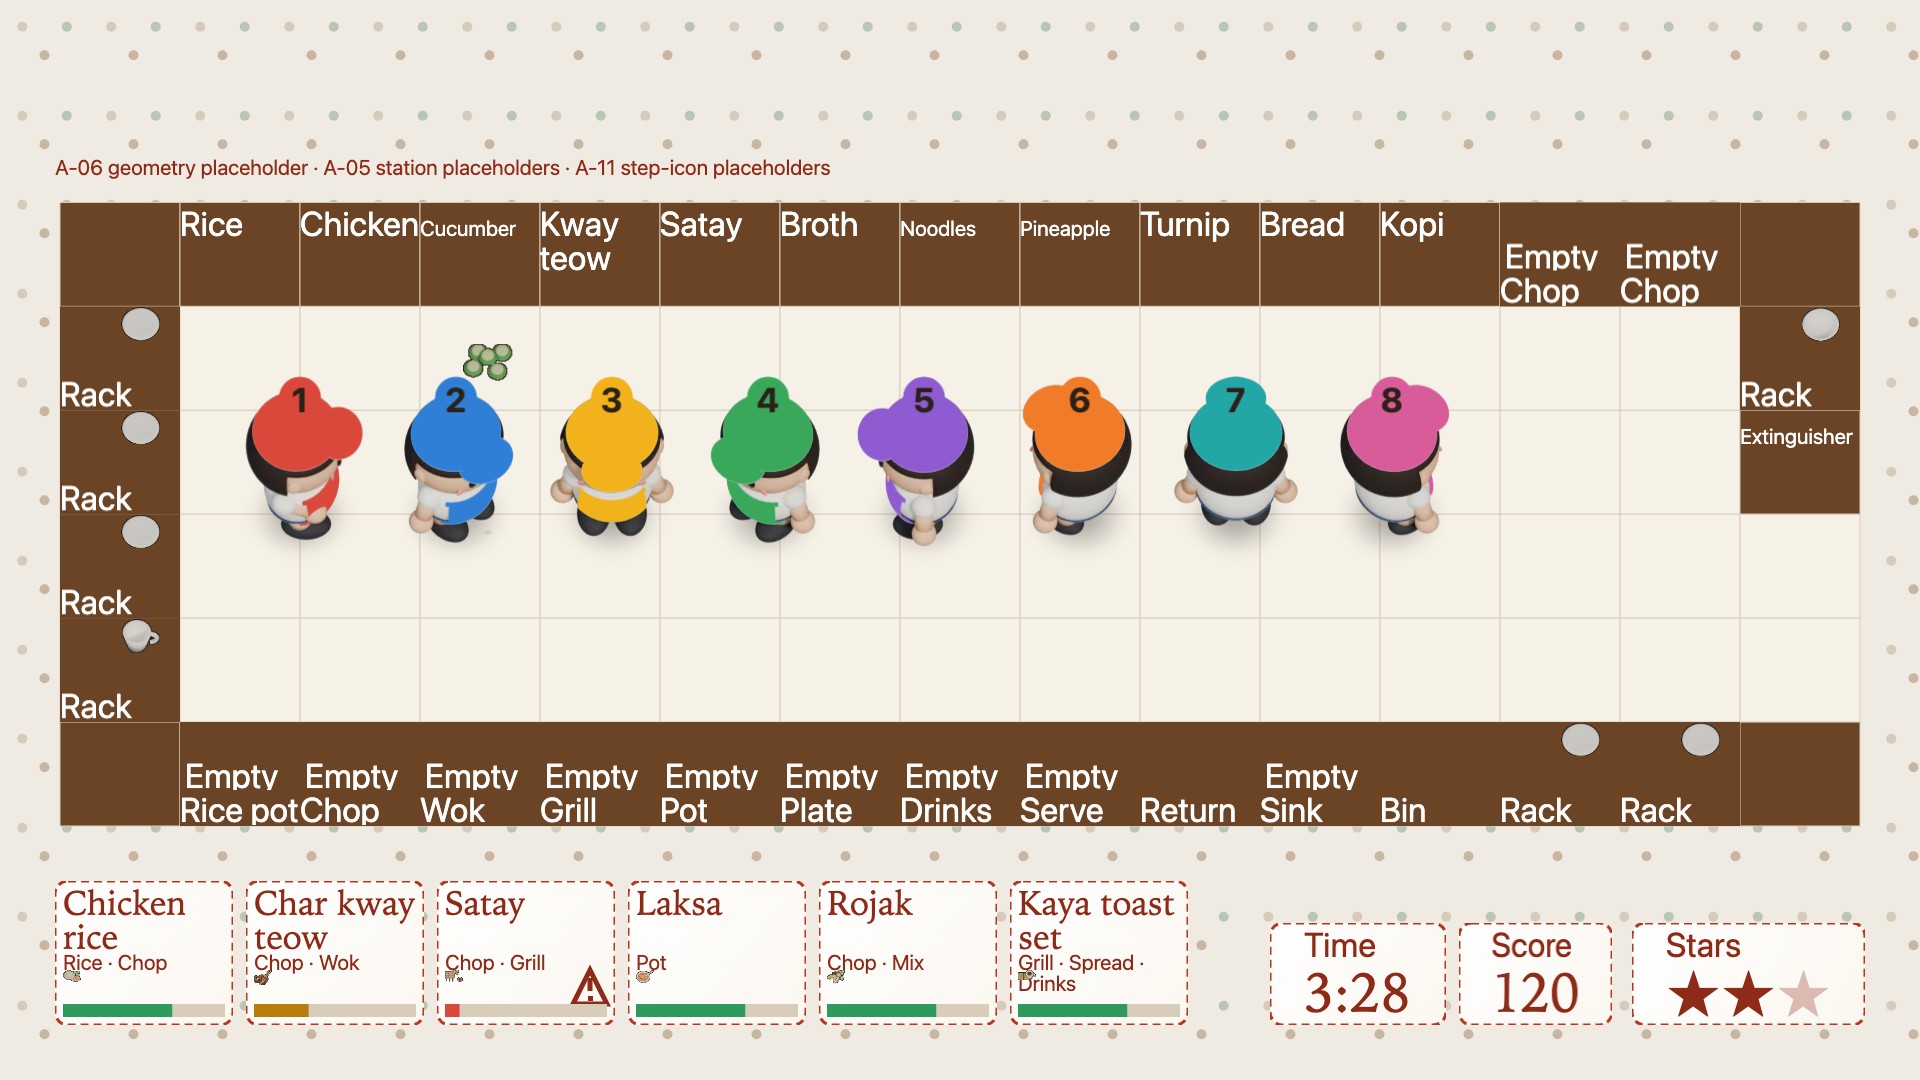 A-06 geometry placeholder · A-05 station placeholders · A-11 step-icon placeholders
Rice
Chicken
Cucumber
Kway
teow
Satay
Broth
Noodles
Pineapple
Turnip
Bread
Kopi
Empty
Chop
Empty
Chop
Rack
Rack
Rack
Rack
1
2
3
4
5
6
7
8
Rack
Extinguisher
Empty
Rice pot
Empty
Chop
Empty
Wok
Empty
Grill
Empty
Pot
Empty
Plate
Empty
Drinks
Empty
Serve
Return
Empty
Sink
Bin
Rack
Rack
Chicken
rice
Rice · Chop
Char kway
teow
Chop · Wok
Satay
Chop · Grill
Laksa
Pot
Rojak
Chop · Mix
Kaya toast
set
Grill · Spread ·
Drinks
Time
3:28
Score
120
Stars